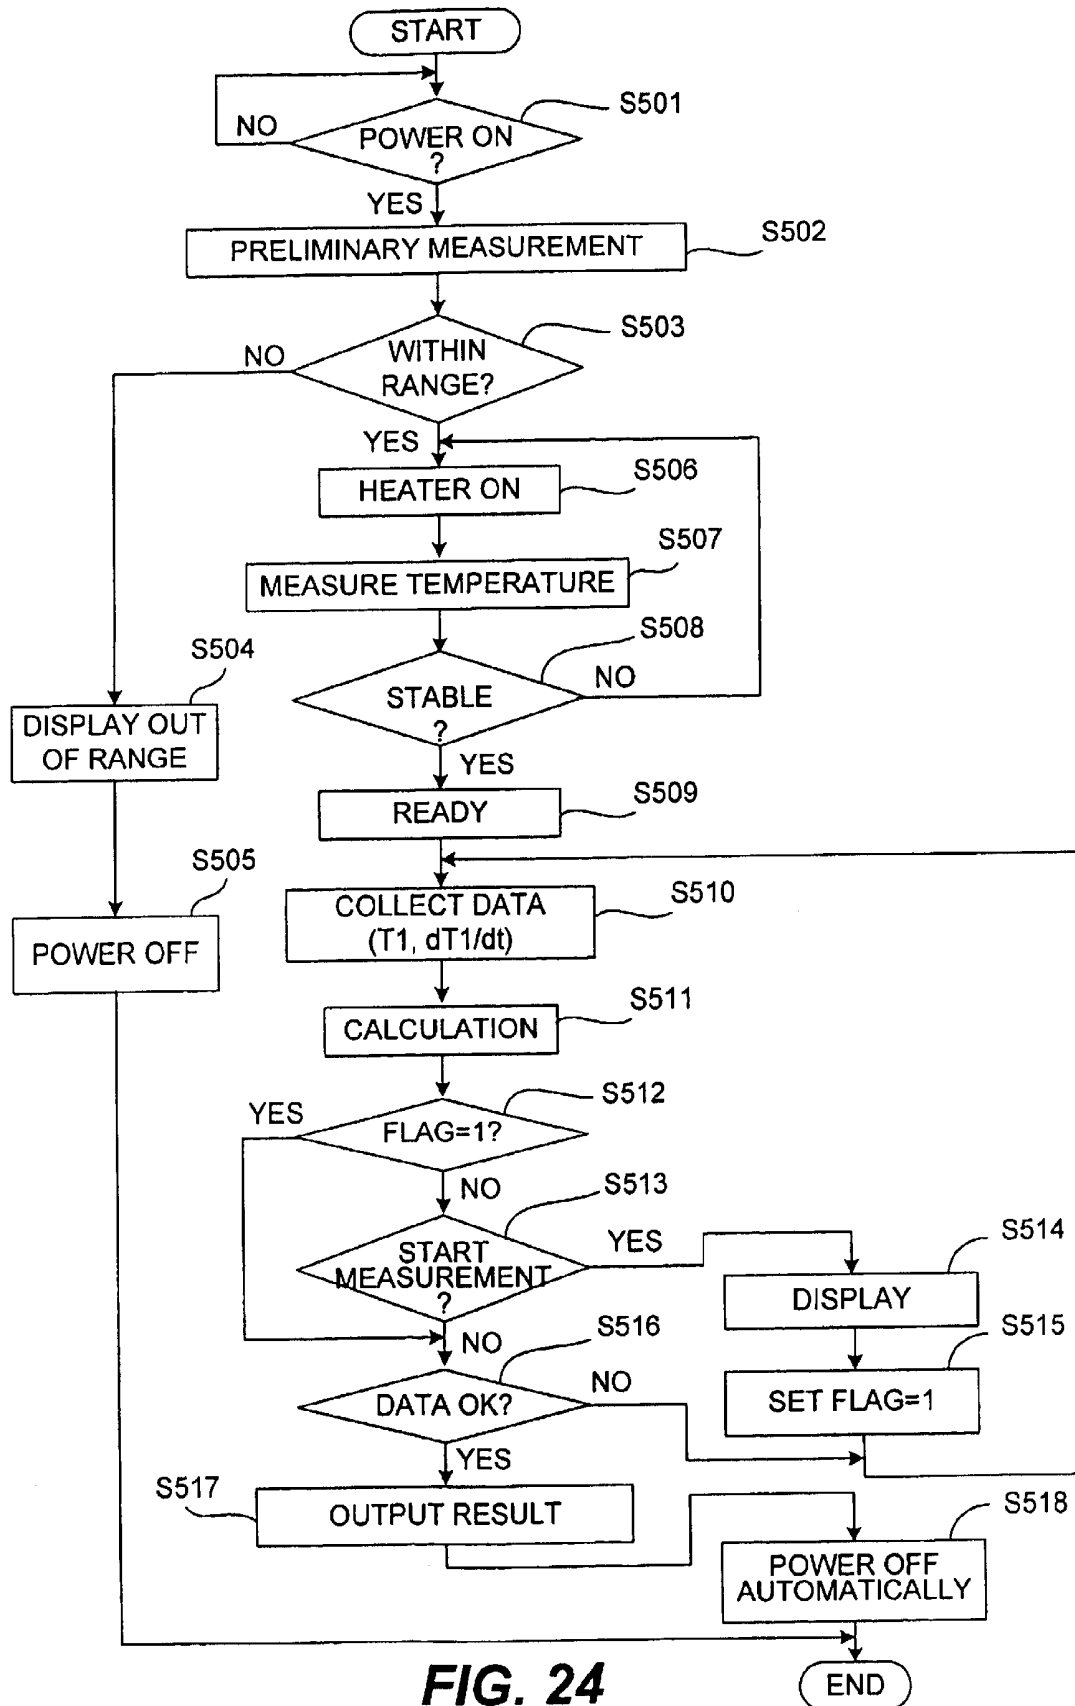 START
S501
NO
POWER ON
?
YES
S502
PRELIMINARY MEASUREMENT
S503
NO
WITHIN
RANGE?
YES
S506
HEATER ON
S507
MEASURE TEMPERATURE
S508
NO
STABLE
?
YES
S504
DISPLAY OUT
OF RANGE
S509
READY
S505
POWER OFF
S510
COLLECT DATA
(T1, dT1/dt)
S511
CALCULATION
S512
YES
FLAG=1?
NO
S513
START
MEASUREMENT
?
YES
S514
DISPLAY
NO
S516
S515
SET FLAG=1
DATA OK?
NO
YES
S517
OUTPUT RESULT
S518
POWER OFF
AUTOMATICALLY
END
FIG. 24